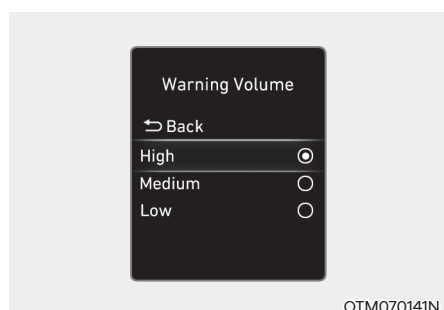 Warning Volume
Back
High
Medium
Low
OTM070141N